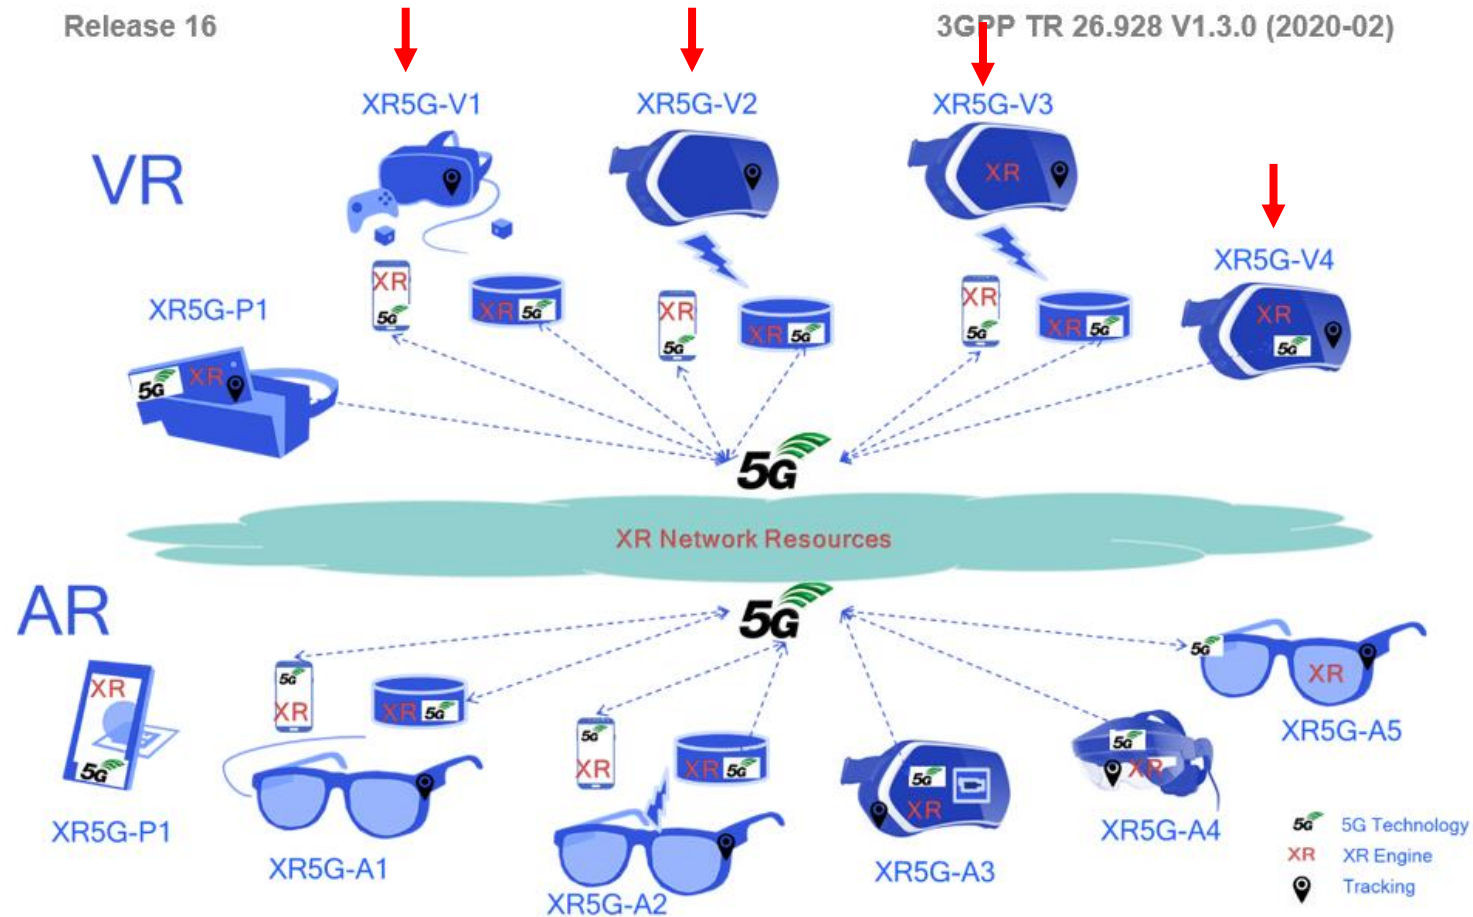 Release 16
3GPP TR 26.928 V1.3.0 (2020-02)
VR
XR5G-V1
XR5G-V2
XR5G-V3
XR
XR5G-V4
XR
5G
XR
5G
XR 5G
XR
5G
XR 5G
XR
5G
XR 5G
XR5G-P1
5G XR
5G
XR Network Resources
5G
AR
XR
5G
XR5G-P1
5G
XR
XR 5G
XR5G-A1
5G
XR
XR 5G
XR5G-A2
5G
XR
XR5G-A3
5G
XR
XR5G-A4
5G
XR
XR5G-A5
5G 5G Technology
XR XR Engine
Tracking